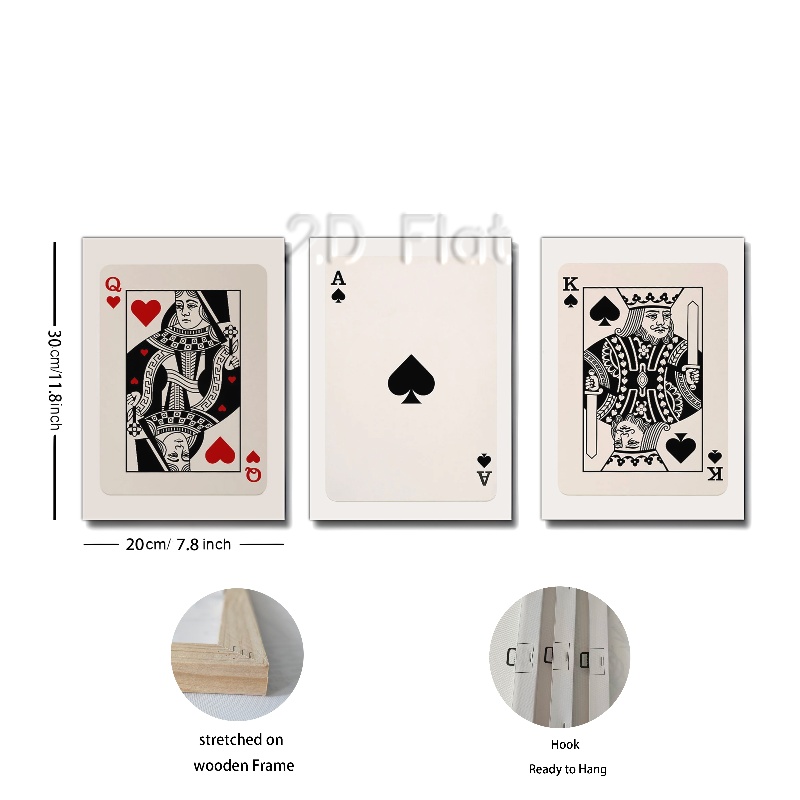 2D Flat
Q
A
K
30cm/11.8inch
Q
A
K
20cm/ 7.8 inch
stretched on
wooden Frame
Hook
Ready to Hang